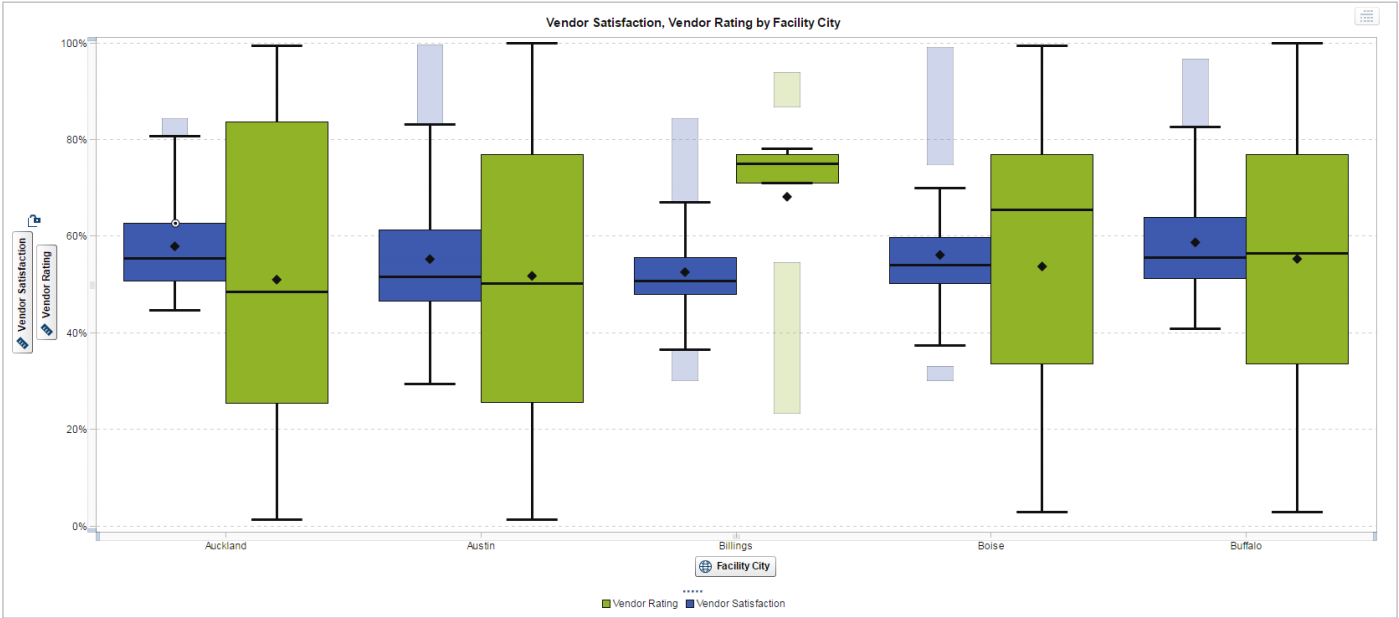 Vendor Satisfaction, Vendor Rating by Facility City
100%
80%
60%
40%
20%
0%
Vendor Satisfaction
Vendor Rating
Auckland
Austin
Billings
Boise
Buffalo
Facility City
Vendor Rating
Vendor Satisfaction